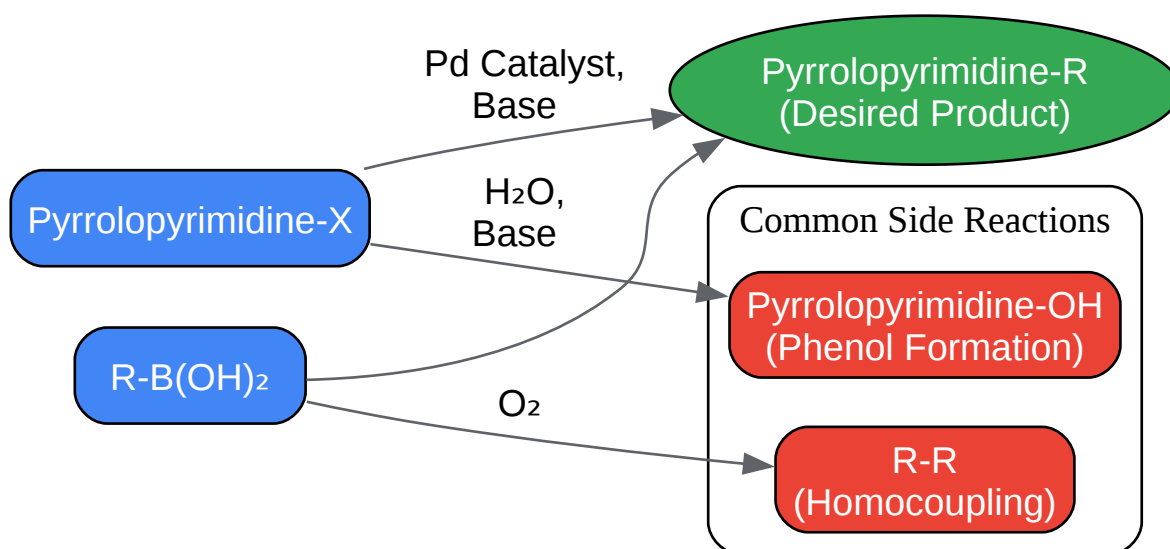 Pd Catalyst,
Base
Pyrrolopyrimidine-R
(Desired Product)
Pyrrolopyrimidine-X
H₂O,
Base
Common Side Reactions
Pyrrolopyrimidine-OH
(Phenol Formation)
R-B(OH)₂
O₂
R-R
(Homocoupling)